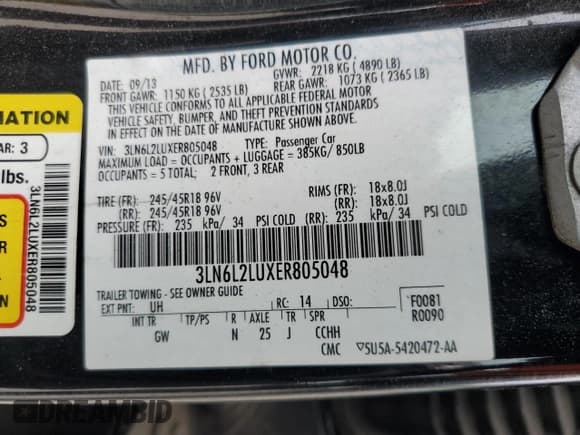 MFD. BY FORD MOTOR CO.
DATE: 09/13 GVWR: 2218 KG ( 4890 LB)
FRONT GAWR: 1150 KG ( 2535 LB) REAR GAWR: 1073 KG ( 2365 LB)
THIS VEHICLE CONFORMS TO ALL APPLICABLE FEDERAL MOTOR
VEHICLE SAFETY, BUMPER, AND THEFT PREVENTION STANDARDS
IN EFFECT ON THE DATE OF MANUFACTURE SHOWN ABOVE.
VIN: 3LN6L2LUXER805048 TYPE: Passenger Car
MAXIMUM LOAD = OCCUPANTS + LUGGAGE = 385KG/ 850LB
OCCUPANTS = 5 TOTAL: 2 FRONT, 3 REAR
TIRE (FR): 245/45R18 96V RIMS (FR): 18x8.0J
(RR): 245/45R18 96V (RR): 18x8.0J
PRESSURE (FR): 235 kPa/ 34 PSI COLD (RR): 235 kPa/ 34 PSI COLD
3LN6L2LUXER805048
TRAILER TOWING - SEE OWNER GUIDE
EXT PNT: UH RC: 14 DSO: F0081
INT TR TP/PS R AXLE TR SPR R0090
GW N 25 J CCHH
CMC ▽5U5A-5420472-AA
MATION
AR: 3
lbs.
S
R
R
N
3LN6L2LUXER805048
DREAMBID